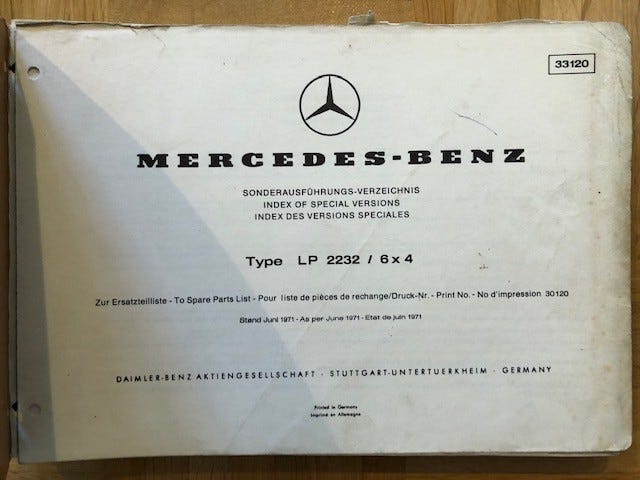 33120
MERCEDES-BENZ
SONDERAUSFÜHRUNGS-VERZEICHNIS
INDEX OF SPECIAL VERSIONS
INDEX DES VERSIONS SPECIALES
Type LP 2232 / 6 x 4
Zur Ersatzteilliste - To Spare Parts List - Pour liste de pièces de rechange/Druck-Nr. - Print No. - No d'impression 30120
Stand Juni 1971 - As per June 1971 - Etat de juin 1971
DAIMLER-BENZ AKTIENGESELLSCHAFT · STUTTGART-UNTERTUERKHEIM · GERMANY
Printed in Germany
Imprimé en Allemagne